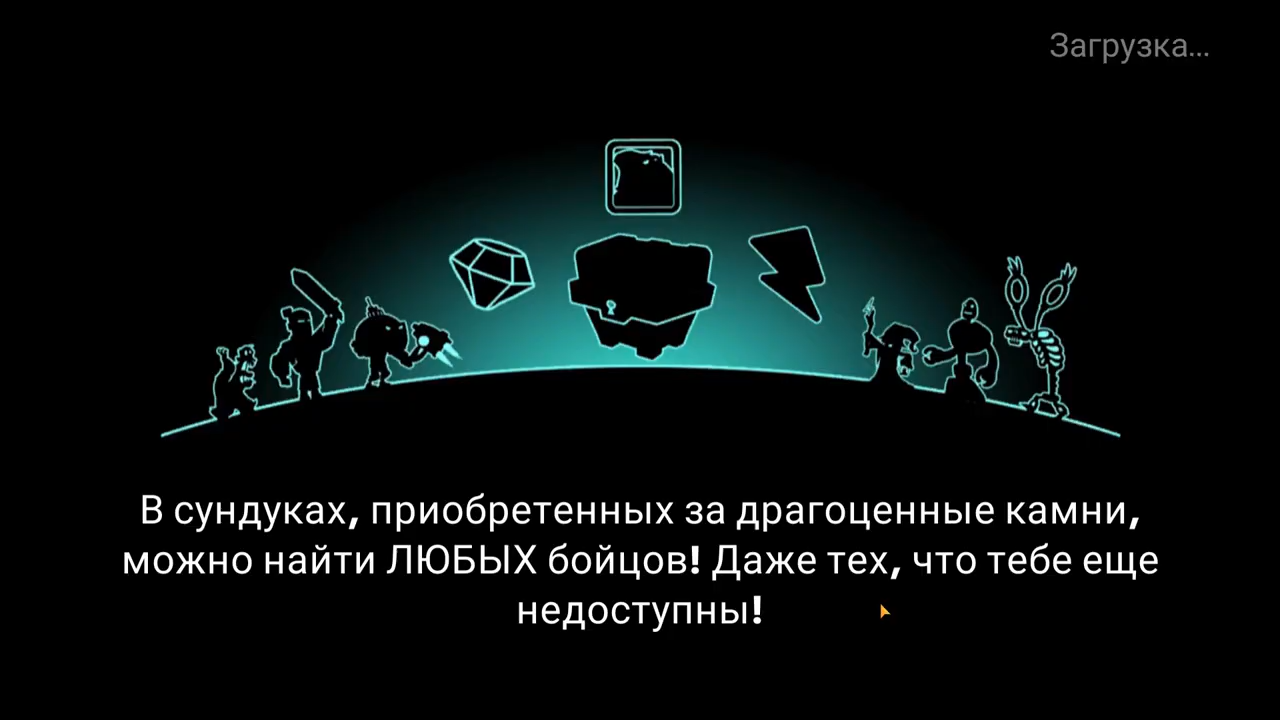 Загрузка...
В сундуках, приобретенных за драгоценные камни,
можно найти ЛЮБЫХ бойцов! Даже тех, что тебе еще
недоступны!